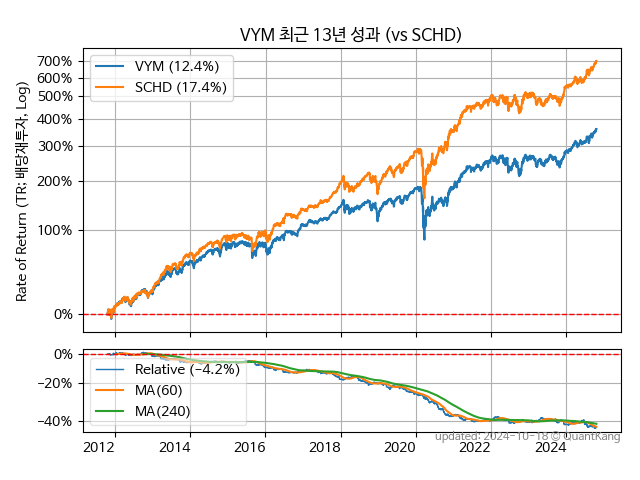 VYM 최근 13년 성과 (vs SCHD)
Rate of Return (TR; 배당재투자, Log)
700%
600%
500%
400%
300%
200%
100%
0%
VYM (12.4%)
SCHD (17.4%)
0%
−20%
−40%
Relative (−4.2%)
MA(60)
MA(240)
updated: 2024-10-18 © QuantKang
2012 2014 2016 2018 2020 2022 2024